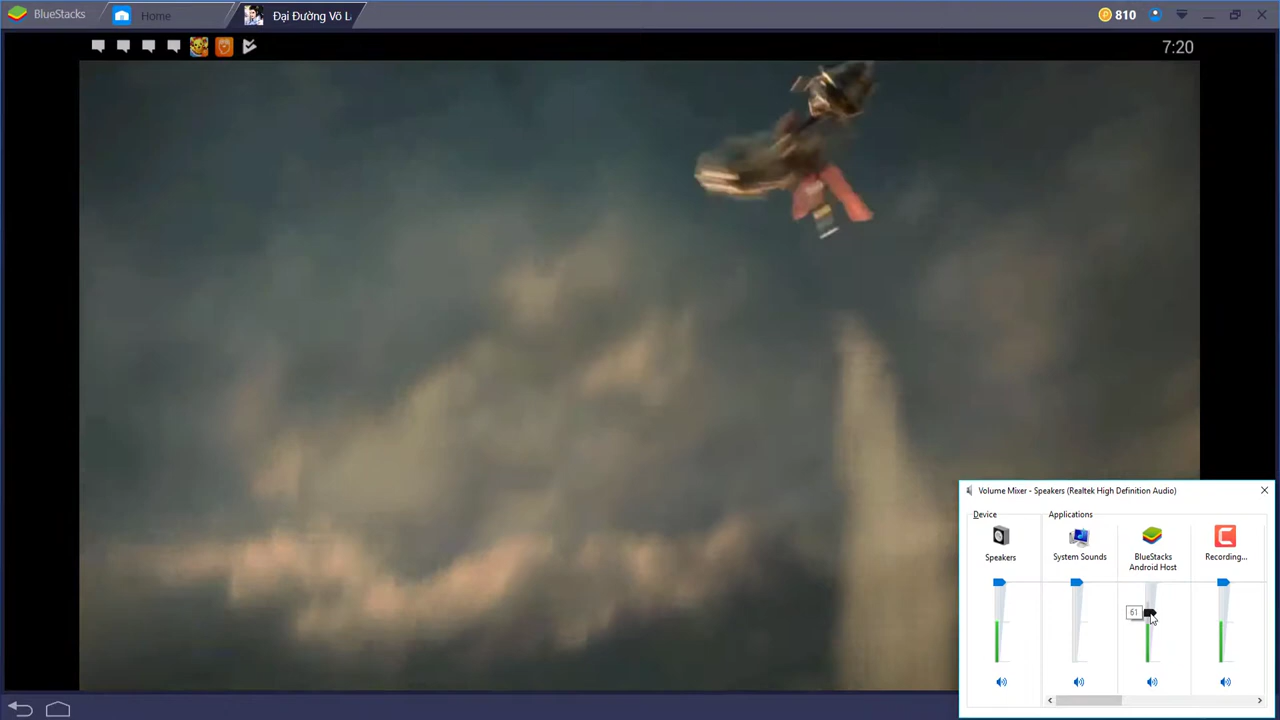 BlueStacks
Home
Đại Đường Võ L
810
7:20
Volume Mixer - Speakers (Realtek High Definition Audio)
Device
Applications
Speakers
System Sounds
BlueStacks
Android Host
Recording...
61